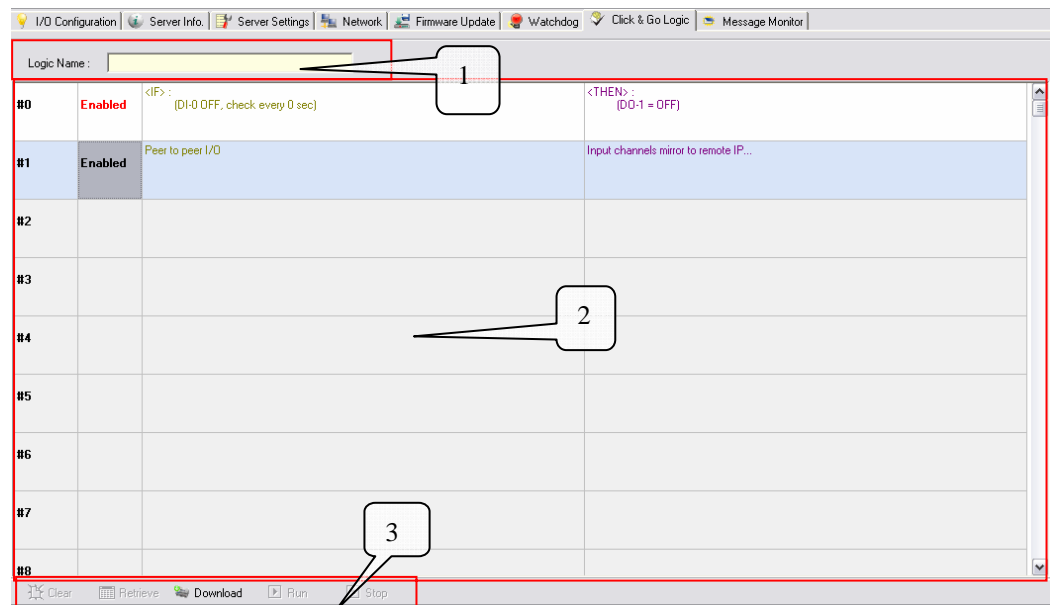 I/O Configuration Server Info. Server Settings Network Firmware Update Watchdog Click & Go Logic Message Monitor
Logic Name :
1
#0 Enabled <IF> : <THEN> :
(DI-0 OFF, check every 0 sec) (DO-1 = OFF)
#1 Enabled Peer to peer I/O Input channels mirror to remote IP...
#2
#3
2
#4
#5
#6
#7
3
#8
Clear Retrieve Download Run Stop